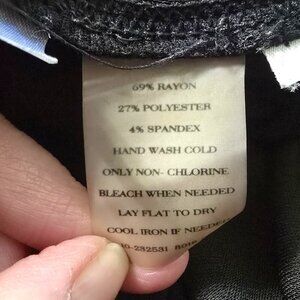 69% RAYON
27% POLYESTER
4% SPANDEX
HAND WASH COLD
ONLY NON- CHLORINE
BLEACH WHEN NEEDED
LAY FLAT TO DRY
COOL IRON IF NEEDED